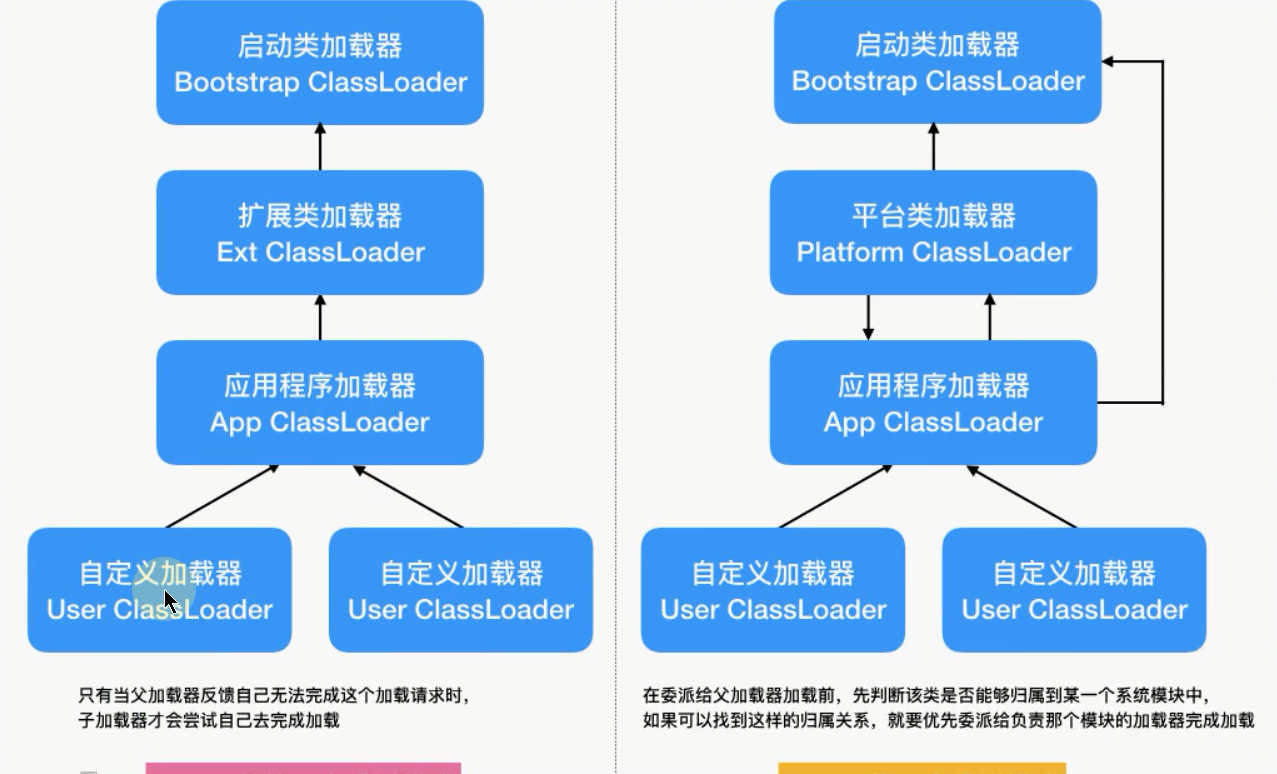 启动类加载器
Bootstrap ClassLoader
扩展类加载器
Ext ClassLoader
应用程序加载器
App ClassLoader
自定义加载器
User ClassLoader
自定义加载器
User ClassLoader
只有当父加载器反馈自己无法完成这个加载请求时，
子加载器才会尝试自己去完成加载
启动类加载器
Bootstrap ClassLoader
平台类加载器
Platform ClassLoader
应用程序加载器
App ClassLoader
自定义加载器
User ClassLoader
自定义加载器
User ClassLoader
在委派给父加载器加载前，先判断该类是否能够归属到某一个系统模块中，
如果可以找到这样的归属关系，就要优先委派给负责那个模块的加载器完成加载